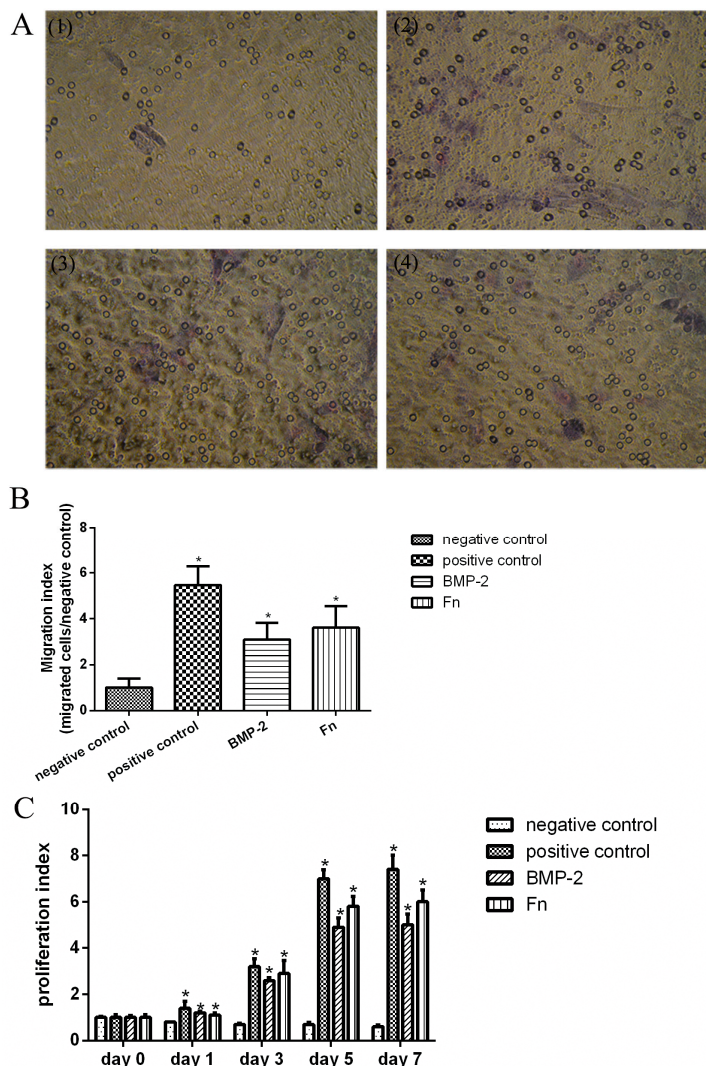 A
(1)
(2)
(3)
(4)
B
Migration index
(migrated cells/negative control)
8
6
4
2
0
*
*
*
negative control
positive control
BMP-2
Fn
negative control
positive control
BMP-2
Fn
C
proliferation index
10
8
6
4
2
0
* * *
* * *
* * *
* * *
day 0 day 1 day 3 day 5 day 7
negative control
positive control
BMP-2
Fn